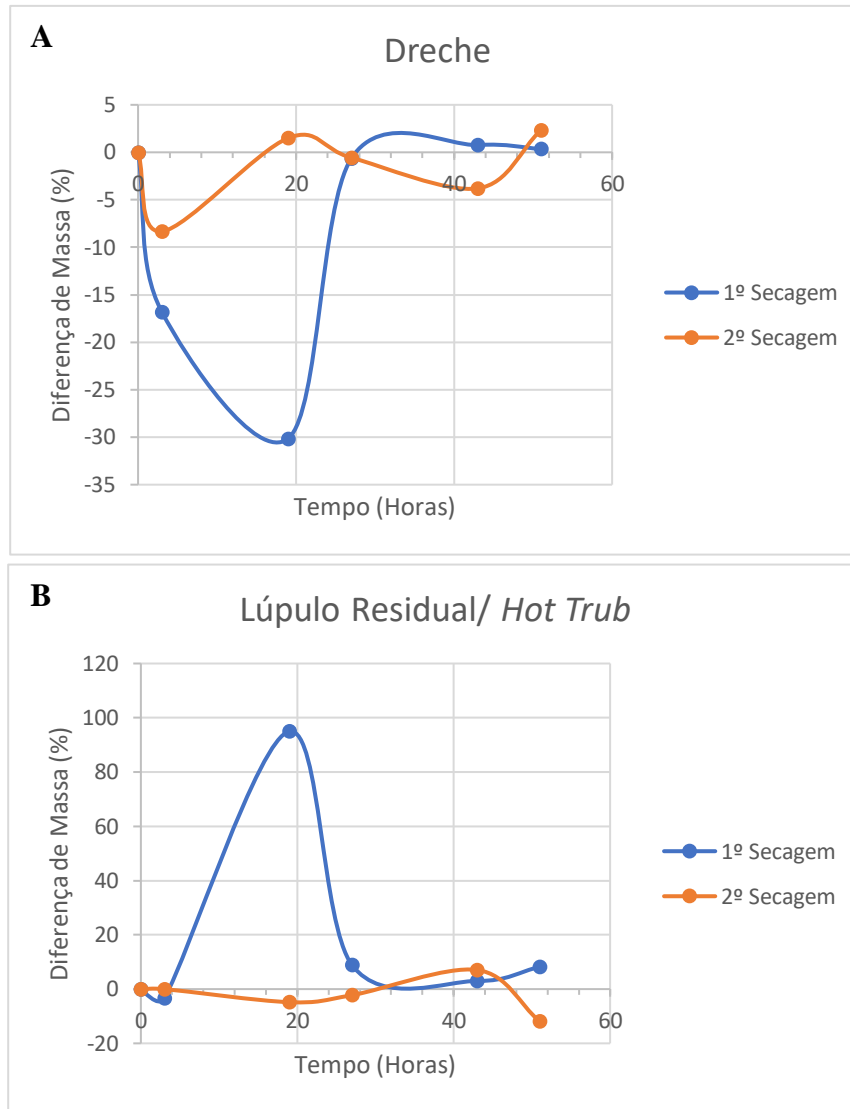 A
Dreche
5
0
-5
-10
-15
-20
-25
-30
-35
0
20
40
60
Diferença de Massa (%)
Tempo (Horas)
1º Secagem
2º Secagem
B
Lúpulo Residual/ Hot Trub
120
100
80
60
40
20
0
-20
0
20
40
60
Diferença de Massa (%)
Tempo (Horas)
1º Secagem
2º Secagem